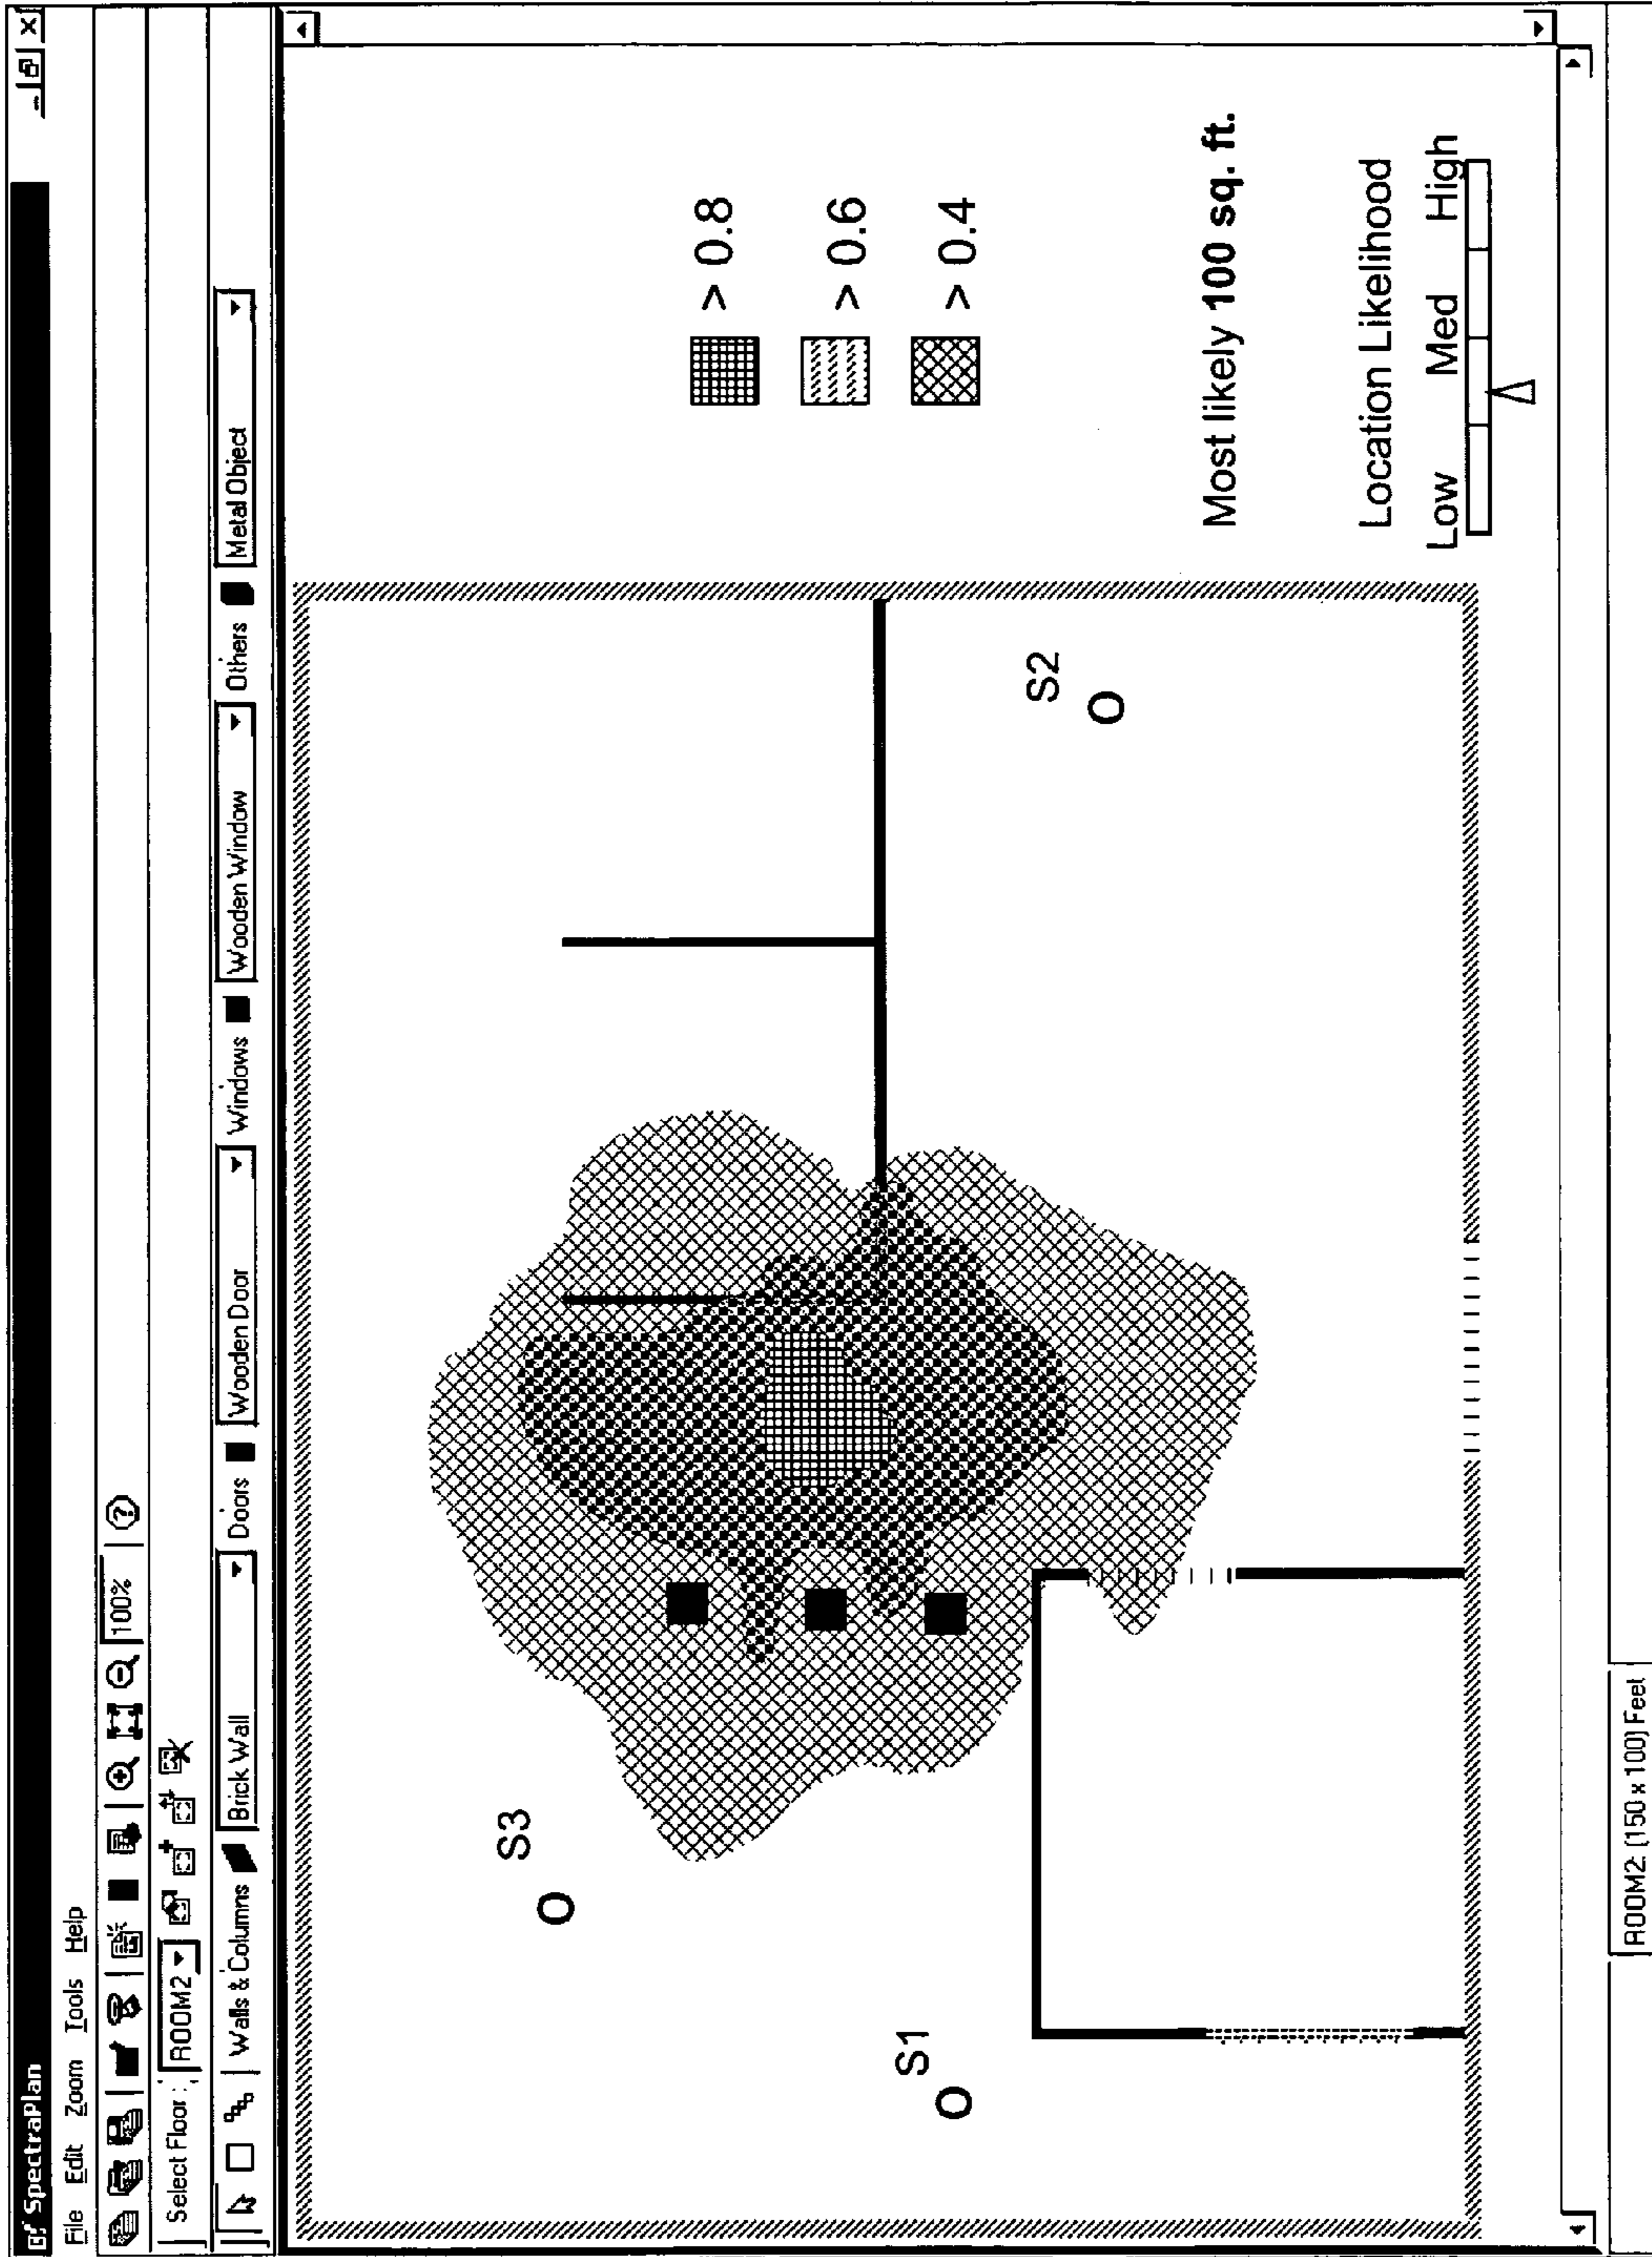 SpectraPlan
File Edit Zoom Tools Help
100%
Select Floor : ROOM2
Walls & Columns Brick Wall Doors Wooden Door Windows Wooden Window Others Metal Object
S3
S1
S2
> 0.8
> 0.6
> 0.4
Most likely 100 sq. ft.
Location Likelihood
Low Med High
ROOM2: (150 x 100) Feet